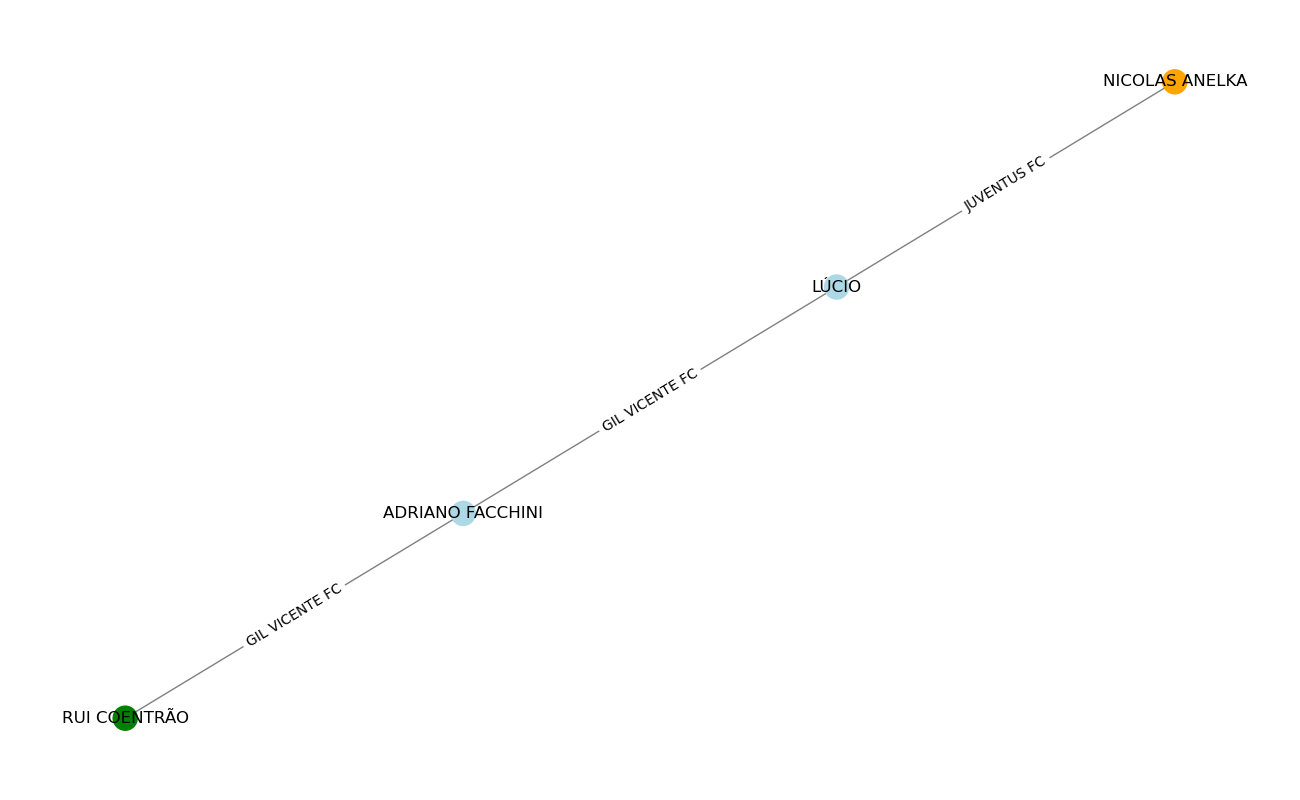 NICOLAS ANELKA
JUVENTUS FC
LÚCIO
GIL VICENTE FC
ADRIANO FACCHINI
GIL VICENTE FC
RUI COENTRÃO